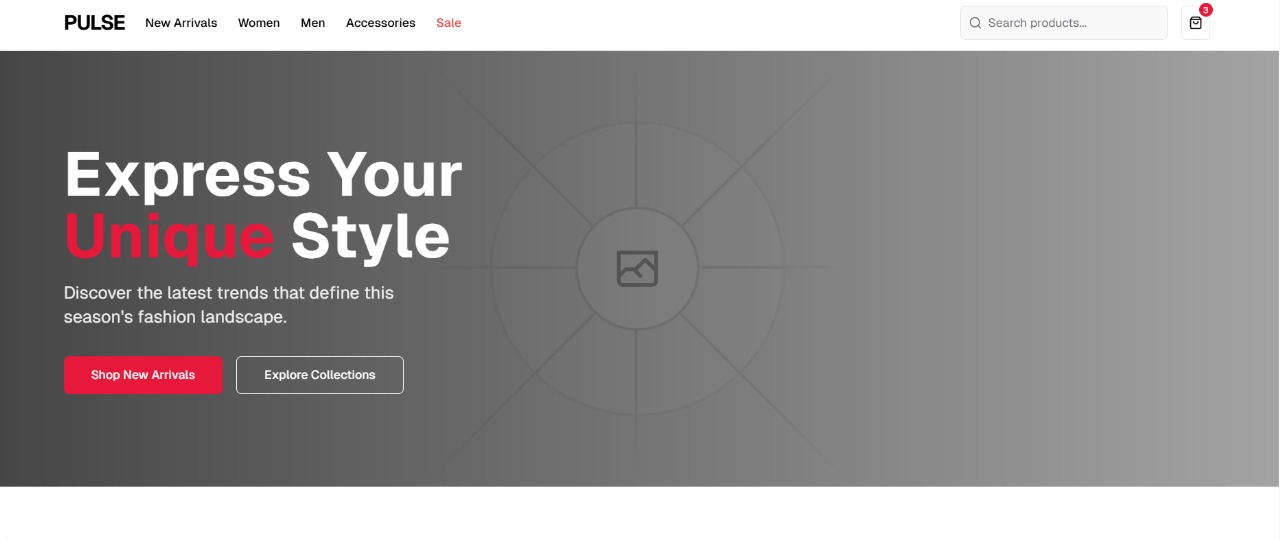 PULSE
New Arrivals
Women
Men
Accessories
Sale
Search products...
3
Express Your
Unique Style
Discover the latest trends that define this
season's fashion landscape.
Shop New Arrivals
Explore Collections